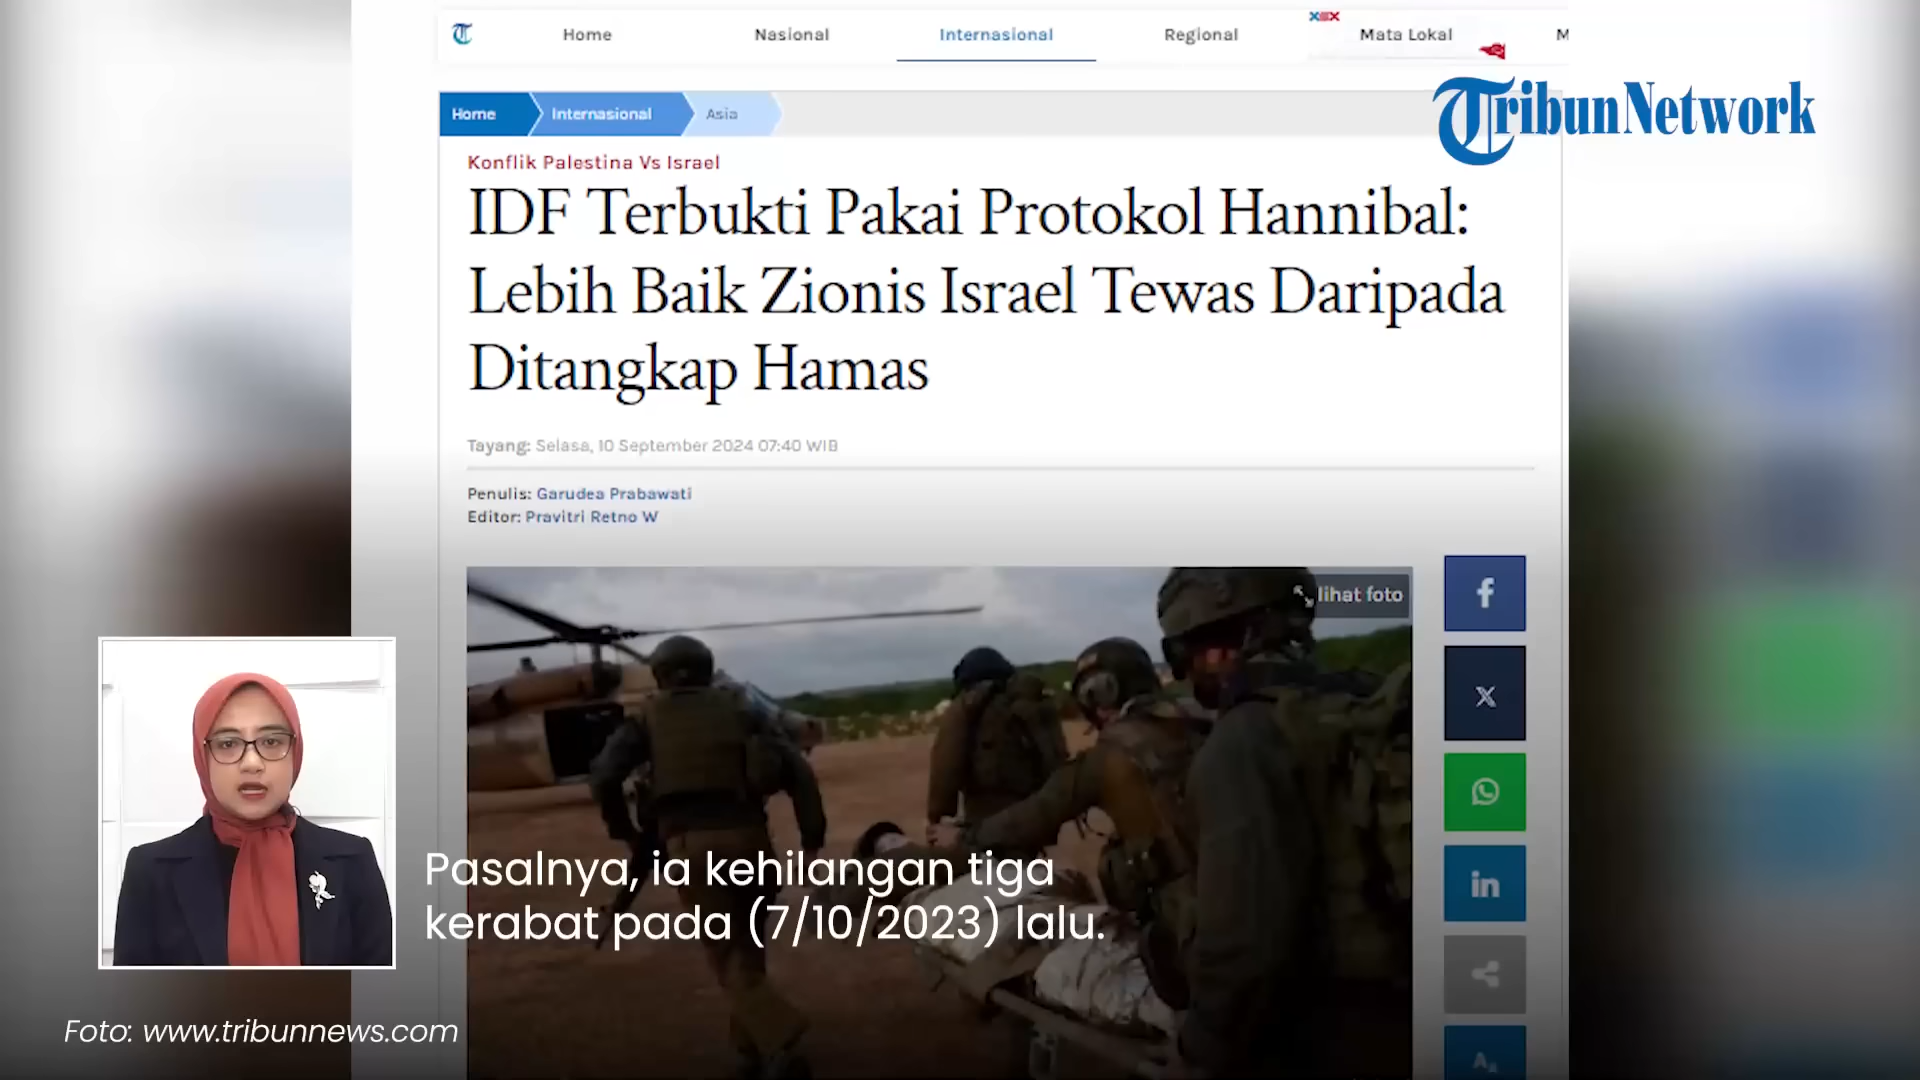 Home Nasional Internasional Regional Mata Lokal M
TribunNetwork
Home Internasional Asia
Konflik Palestina Vs Israel
IDF Terbukti Pakai Protokol Hannibal:
Lebih Baik Zionis Israel Tewas Daripada
Ditangkap Hamas
Tayang: Selasa, 10 September 2024 07:40 WIB
Penulis: Garudea Prabawati
Editor: Pravitri Retno W
lihat foto
Pasalnya, ia kehilangan tiga
kerabat pada (7/10/2023) lalu.
Foto: www.tribunnews.com